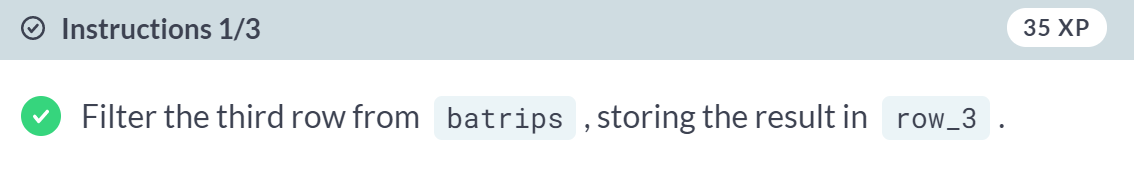 Instructions 1/3 35 XP
Filter the third row from batrips , storing the result in row_3 .